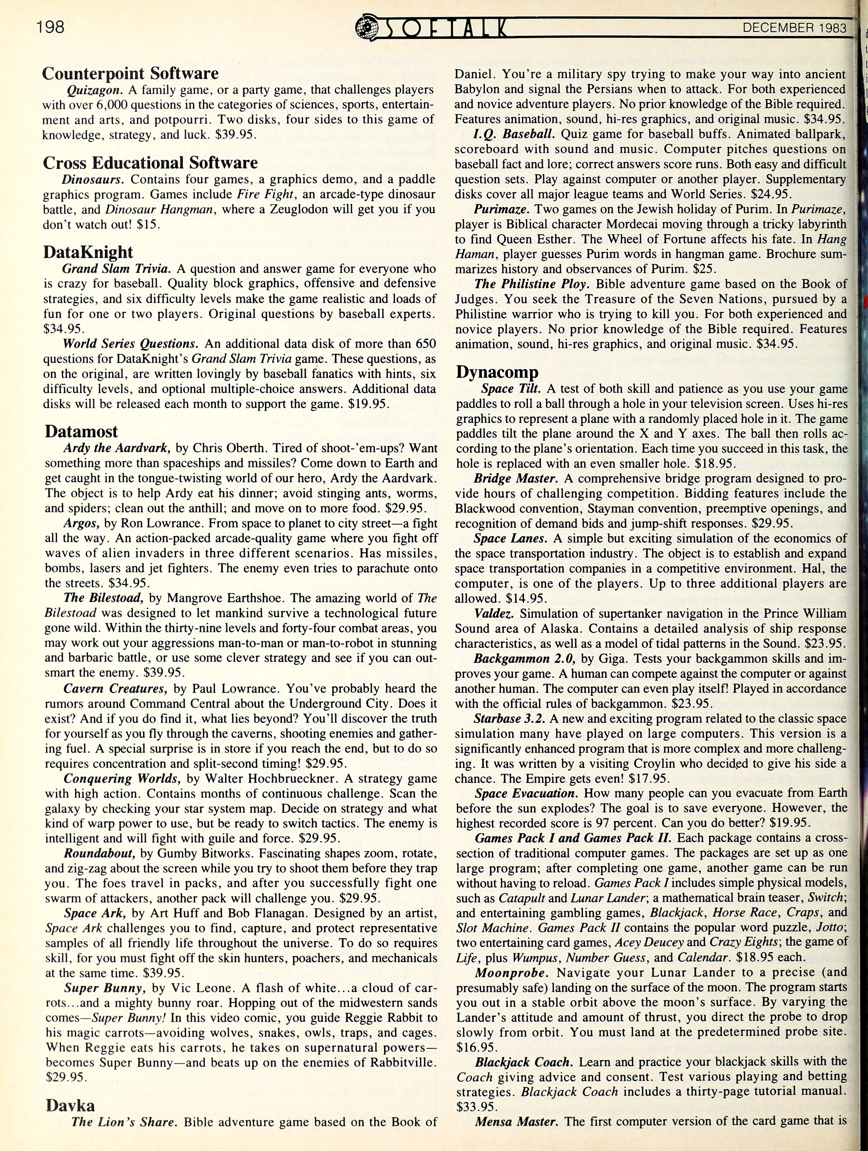 198
SOFTALK
DECEMBER 1983
Counterpoint Software
Quizagon. A family game, or a party game, that challenges players
with over 6,000 questions in the categories of sciences, sports, entertain-
ment and arts, and potpourri. Two disks, four sides to this game of
knowledge, strategy, and luck. $39.95.
Cross Educational Software
Dinosaurs. Contains four games, a graphics demo, and a paddle
graphics program. Games include Fire Fight, an arcade-type dinosaur
battle, and Dinosaur Hangman, where a Zeuglodon will get you if you
don't watch out! $15.
DataKnight
Grand Slam Trivia. A question and answer game for everyone who
is crazy for baseball. Quality block graphics, offensive and defensive
strategies, and six difficulty levels make the game realistic and loads of
fun for one or two players. Original questions by baseball experts.
$34.95.
World Series Questions. An additional data disk of more than 650
questions for DataKnight's Grand Slam Trivia game. These questions, as
on the original, are written lovingly by baseball fanatics with hints, six
difficulty levels, and optional multiple-choice answers. Additional data
disks will be released each month to support the game. $19.95.
Datamost
Ardy the Aardvark, by Chris Oberth. Tired of shoot-'em-ups? Want
something more than spaceships and missiles? Come down to Earth and
get caught in the tongue-twisting world of our hero, Ardy the Aardvark.
The object is to help Ardy eat his dinner; avoid stinging ants, worms,
and spiders; clean out the anthill; and move on to more food. $29.95.
Argos, by Ron Lowrance. From space to planet to city street—a fight
all the way. An action-packed arcade-quality game where you fight off
waves of alien invaders in three different scenarios. Has missiles,
bombs, lasers and jet fighters. The enemy even tries to parachute onto
the streets. $34.95.
The Bilestoad, by Mangrove Earthshoe. The amazing world of The
Bilestoad was designed to let mankind survive a technological future
gone wild. Within the thirty-nine levels and forty-four combat areas, you
may work out your aggressions man-to-man or man-to-robot in stunning
and barbaric battle, or use some clever strategy and see if you can out-
smart the enemy. $39.95.
Cavern Creatures, by Paul Lowrance. You've probably heard the
rumors around Command Central about the Underground City. Does it
exist? And if you do find it, what lies beyond? You'll discover the truth
for yourself as you fly through the caverns, shooting enemies and gather-
ing fuel. A special surprise is in store if you reach the end, but to do so
requires concentration and split-second timing! $29.95.
Conquering Worlds, by Walter Hochbrueckner. A strategy game
with high action. Contains months of continuous challenge. Scan the
galaxy by checking your star system map. Decide on strategy and what
kind of warp power to use, but be ready to switch tactics. The enemy is
intelligent and will fight with guile and force. $29.95.
Roundabout, by Gumby Bitworks. Fascinating shapes zoom, rotate,
and zig-zag about the screen while you try to shoot them before they trap
you. The foes travel in packs, and after you successfully fight one
swarm of attackers, another pack will challenge you. $29.95.
Space Ark, by Art Huff and Bob Flanagan. Designed by an artist,
Space Ark challenges you to find, capture, and protect representative
samples of all friendly life throughout the universe. To do so requires
skill, for you must fight off the skin hunters, poachers, and mechanicals
at the same time. $39.95.
Super Bunny, by Vic Leone. A flash of white...a cloud of car-
rots...and a mighty bunny roar. Hopping out of the midwestern sands
comes—Super Bunny! In this video comic, you guide Reggie Rabbit to
his magic carrots—avoiding wolves, snakes, owls, traps, and cages.
When Reggie eats his carrots, he takes on supernatural powers—
becomes Super Bunny—and beats up on the enemies of Rabbitville.
$29.95.
Davka
The Lion's Share. Bible adventure game based on the Book of
Daniel. You're a military spy trying to make your way into ancient
Babylon and signal the Persians when to attack. For both experienced
and novice adventure players. No prior knowledge of the Bible required.
Features animation, sound, hi-res graphics, and original music. $34.95.
I.Q. Baseball. Quiz game for baseball buffs. Animated ballpark,
scoreboard with sound and music. Computer pitches questions on
baseball fact and lore; correct answers score runs. Both easy and difficult
question sets. Play against computer or another player. Supplementary
disks cover all major league teams and World Series. $24.95.
Purimaze. Two games on the Jewish holiday of Purim. In Purimaze,
player is Biblical character Mordecai moving through a tricky labyrinth
to find Queen Esther. The Wheel of Fortune affects his fate. In Hang
Haman, player guesses Purim words in hangman game. Brochure sum-
marizes history and observances of Purim. $25.
The Philistine Ploy. Bible adventure game based on the Book of
Judges. You seek the Treasure of the Seven Nations, pursued by a
Philistine warrior who is trying to kill you. For both experienced and
novice players. No prior knowledge of the Bible required. Features
animation, sound, hi-res graphics, and original music. $34.95.
Dynacomp
Space Tilt. A test of both skill and patience as you use your game
paddles to roll a ball through a hole in your television screen. Uses hi-res
graphics to represent a plane with a randomly placed hole in it. The game
paddles tilt the plane around the X and Y axes. The ball then rolls ac-
cording to the plane's orientation. Each time you succeed in this task, the
hole is replaced with an even smaller hole. $18.95.
Bridge Master. A comprehensive bridge program designed to pro-
vide hours of challenging competition. Bidding features include the
Blackwood convention, Stayman convention, preemptive openings, and
recognition of demand bids and jump-shift responses. $29.95.
Space Lanes. A simple but exciting simulation of the economics of
the space transportation industry. The object is to establish and expand
space transportation companies in a competitive environment. Hal, the
computer, is one of the players. Up to three additional players are
allowed. $14.95.
Valdez. Simulation of supertanker navigation in the Prince William
Sound area of Alaska. Contains a detailed analysis of ship response
characteristics, as well as a model of tidal patterns in the Sound. $23.95.
Backgammon 2.0, by Giga. Tests your backgammon skills and im-
proves your game. A human can compete against the computer or against
another human. The computer can even play itself! Played in accordance
with the official rules of backgammon. $23.95.
Starbase 3.2. A new and exciting program related to the classic space
simulation many have played on large computers. This version is a
significantly enhanced program that is more complex and more challeng-
ing. It was written by a visiting Croylin who decided to give his side a
chance. The Empire gets even! $17.95.
Space Evacuation. How many people can you evacuate from Earth
before the sun explodes? The goal is to save everyone. However, the
highest recorded score is 97 percent. Can you do better? $19.95.
Games Pack I and Games Pack II. Each package contains a cross-
section of traditional computer games. The packages are set up as one
large program; after completing one game, another game can be run
without having to reload. Games Pack I includes simple physical models,
such as Catapult and Lunar Lander; a mathematical brain teaser, Switch;
and entertaining gambling games, Blackjack, Horse Race, Craps, and
Slot Machine. Games Pack II contains the popular word puzzle, Jotto;
two entertaining card games, Acey Deucey and Crazy Eights; the game of
Life, plus Wumpus, Number Guess, and Calendar. $18.95 each.
Moonprobe. Navigate your Lunar Lander to a precise (and
presumably safe) landing on the surface of the moon. The program starts
you out in a stable orbit above the moon's surface. By varying the
Lander's attitude and amount of thrust, you direct the probe to drop
slowly from orbit. You must land at the predetermined probe site.
$16.95.
Blackjack Coach. Learn and practice your blackjack skills with the
Coach giving advice and consent. Test various playing and betting
strategies. Blackjack Coach includes a thirty-page tutorial manual.
$33.95.
Mensa Master. The first computer version of the card game that is